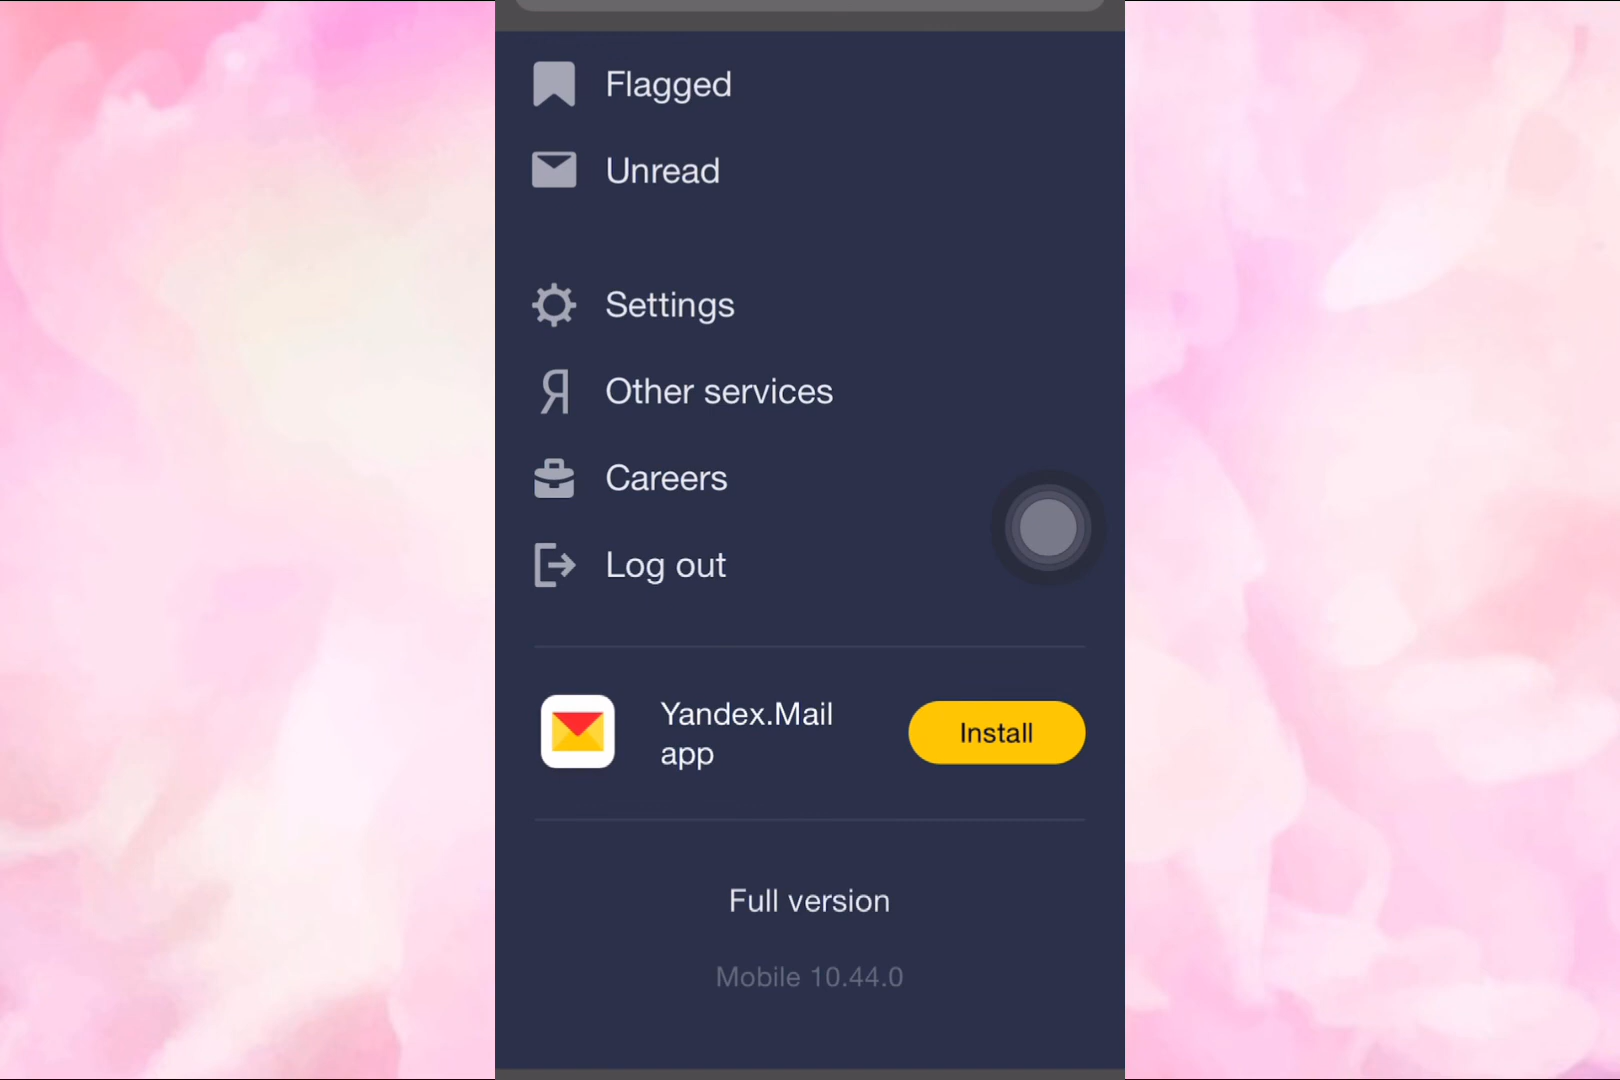 Flagged
Unread
Settings
Я Other services
Careers
Log out
Yandex.Mail
app
Install
Full version
Mobile 10.44.0